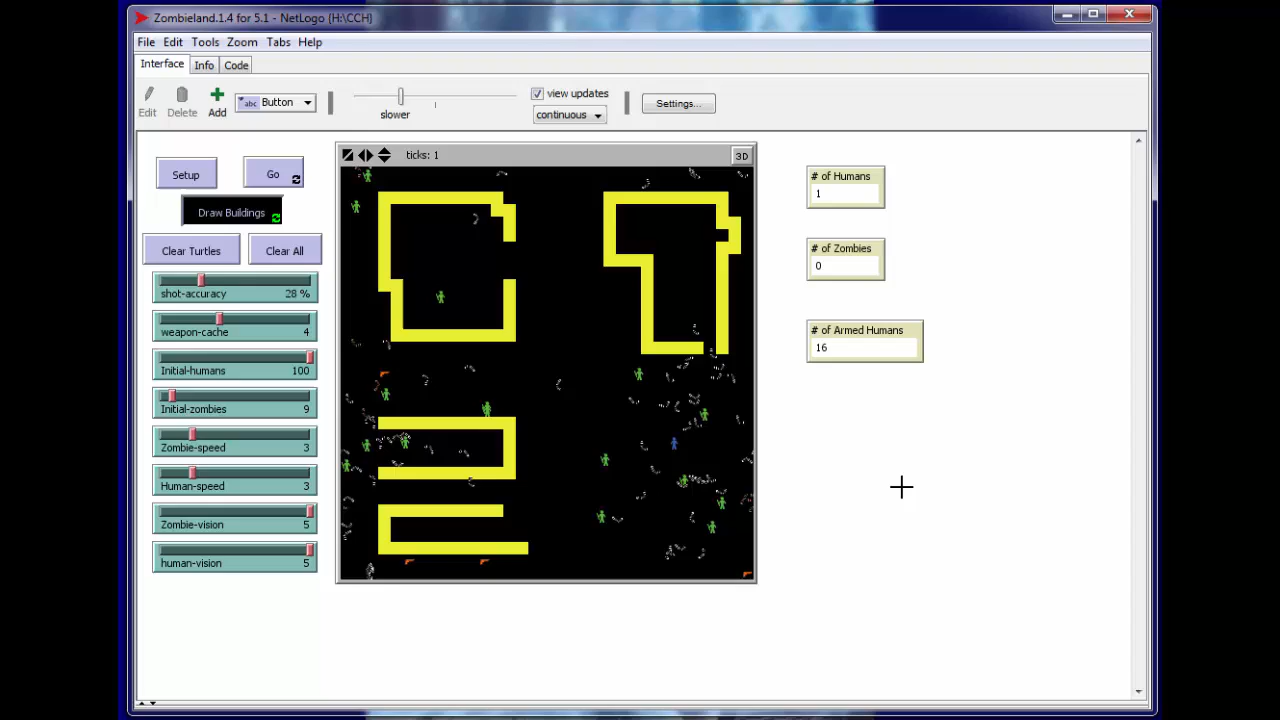 Zombieland.1.4 for 5.1 - NetLogo {H:\CCH}
File Edit Tools Zoom Tabs Help
Interface Info Code
Edit Delete Add abc Button slower view updates continuous Settings...
ticks: 1 3D
Setup Go
Draw Buildings
Clear Turtles Clear All
shot-accuracy 28 %
weapon-cache 4
Initial-humans 100
Initial-zombies 9
Zombie-speed 3
Human-speed 3
Zombie-vision 5
human-vision 5
# of Humans
1
# of Zombies
0
# of Armed Humans
16